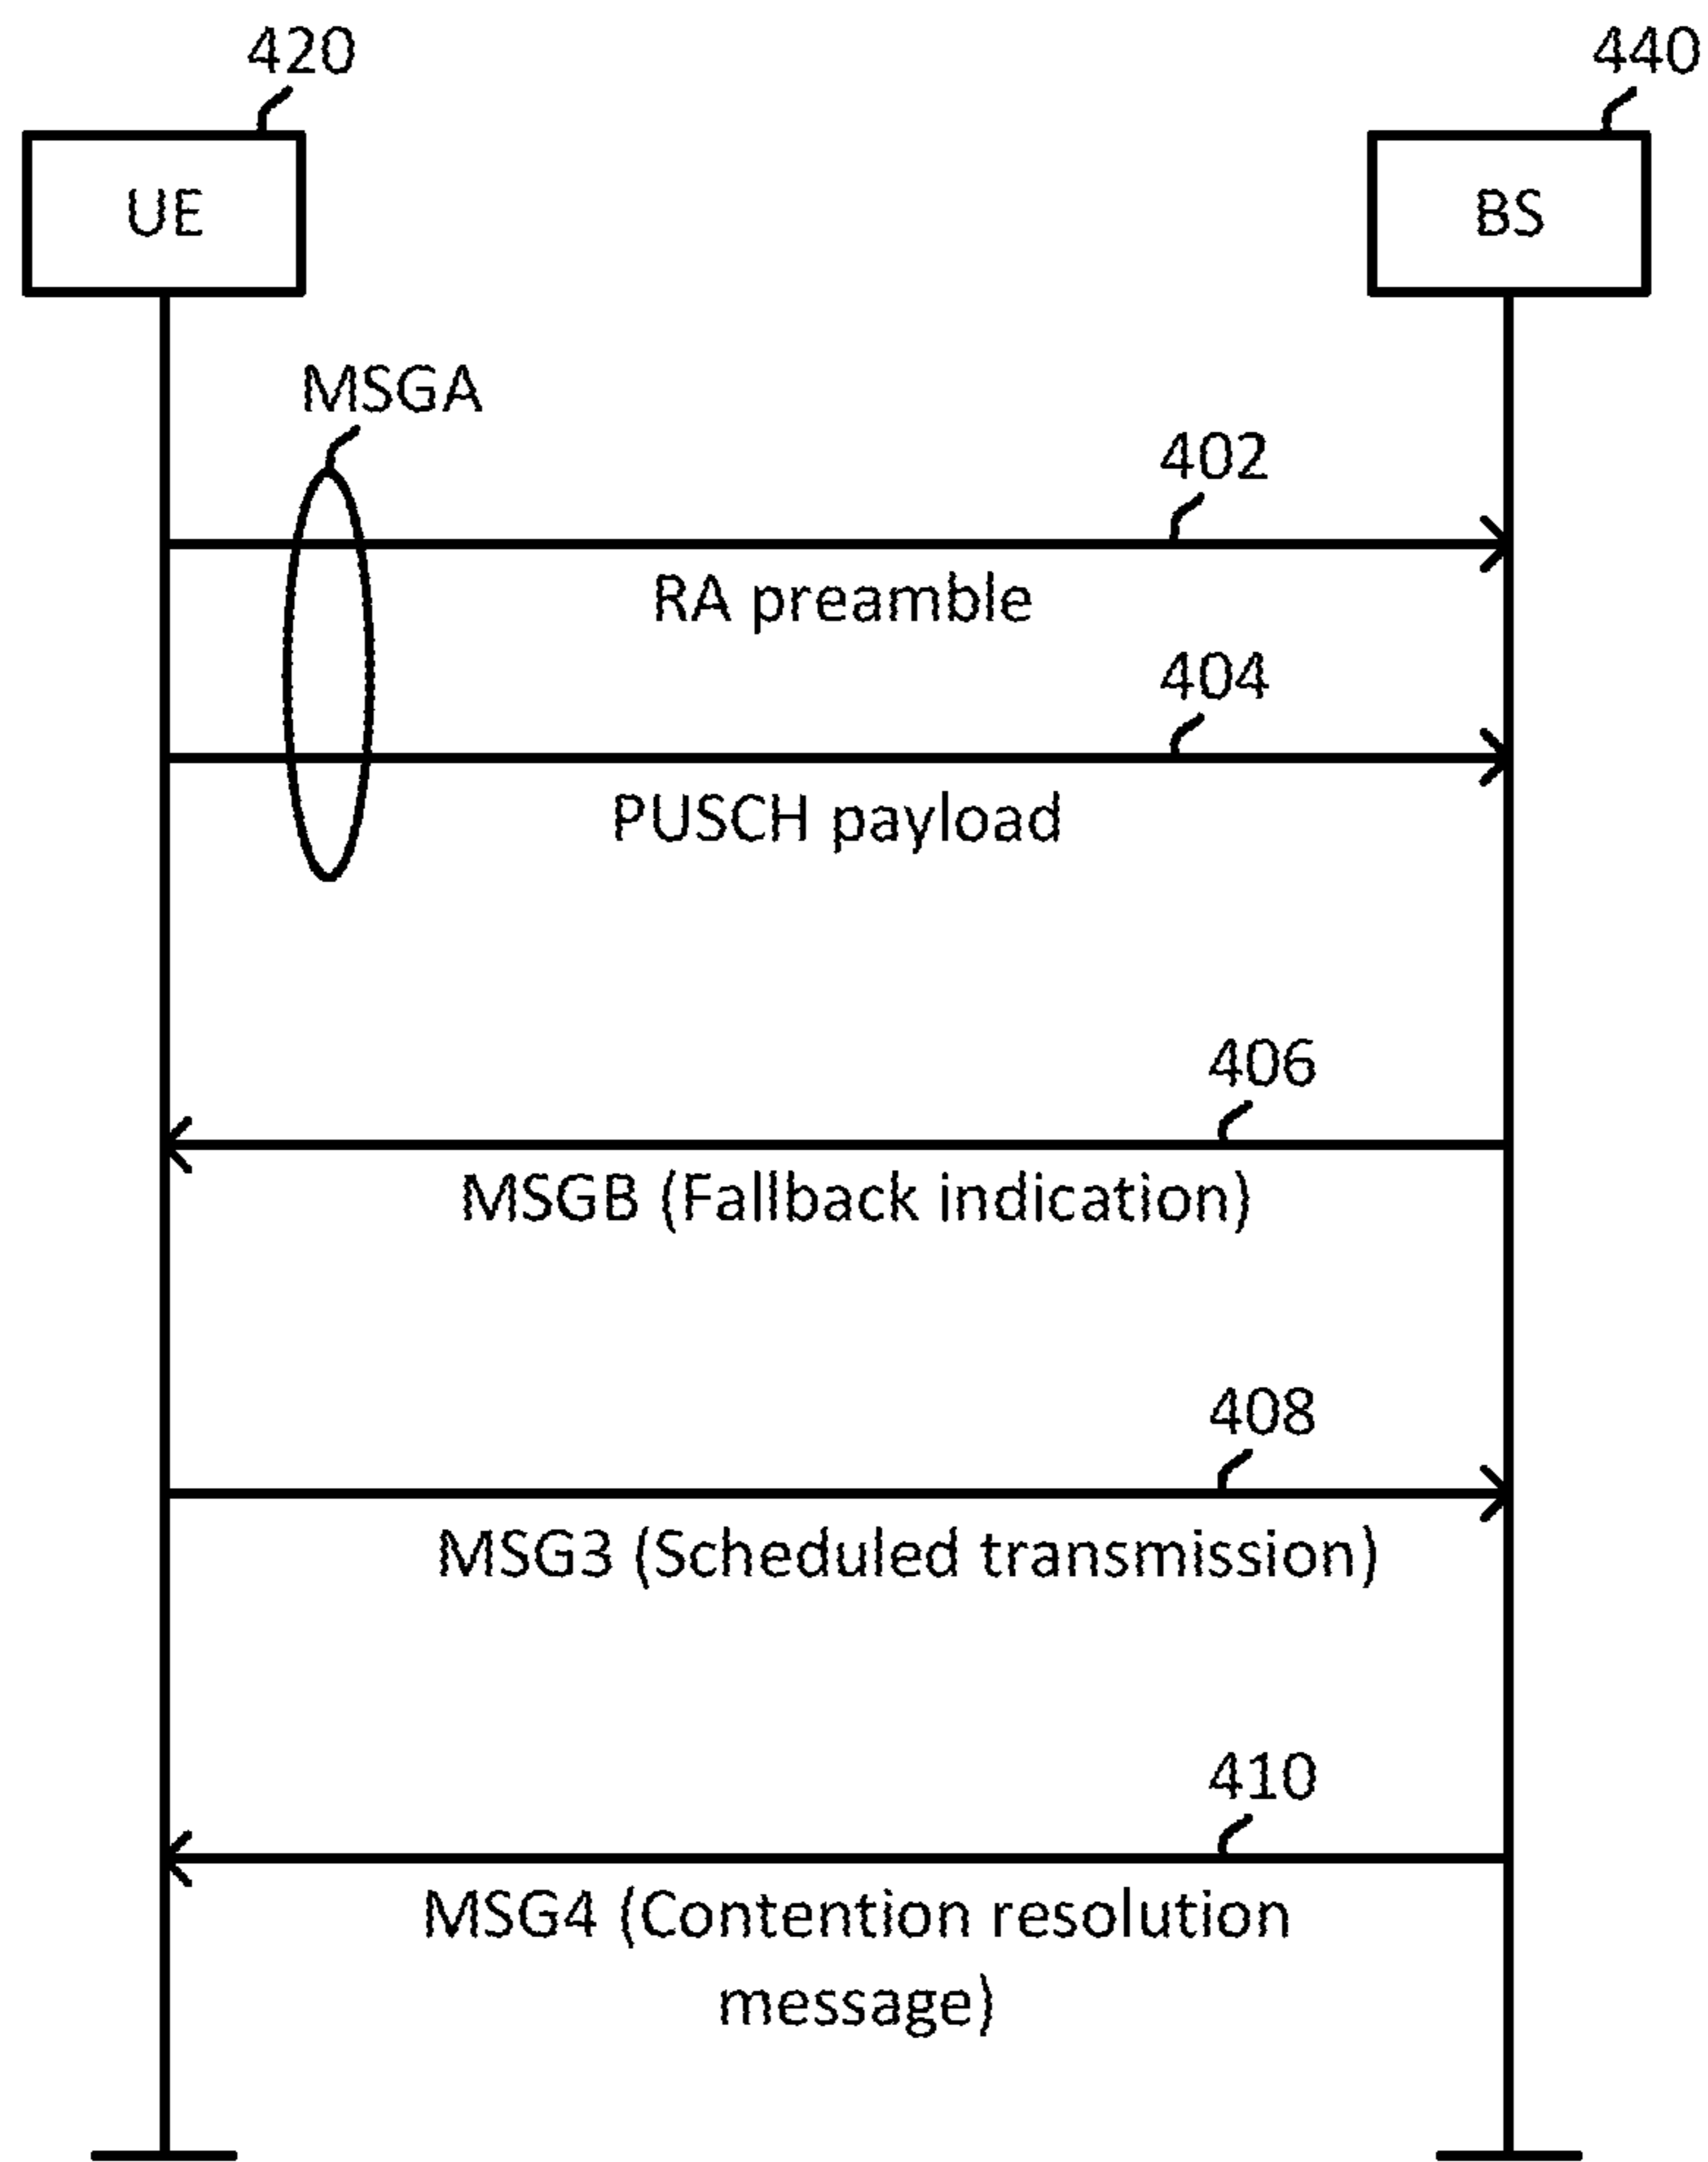 420
440
UE
BS
MSGA
402
RA preamble
404
PUSCH payload
406
MSGB (Fallback indication)
408
MSG3 (Scheduled transmission)
410
MSG4 (Contention resolution
message)